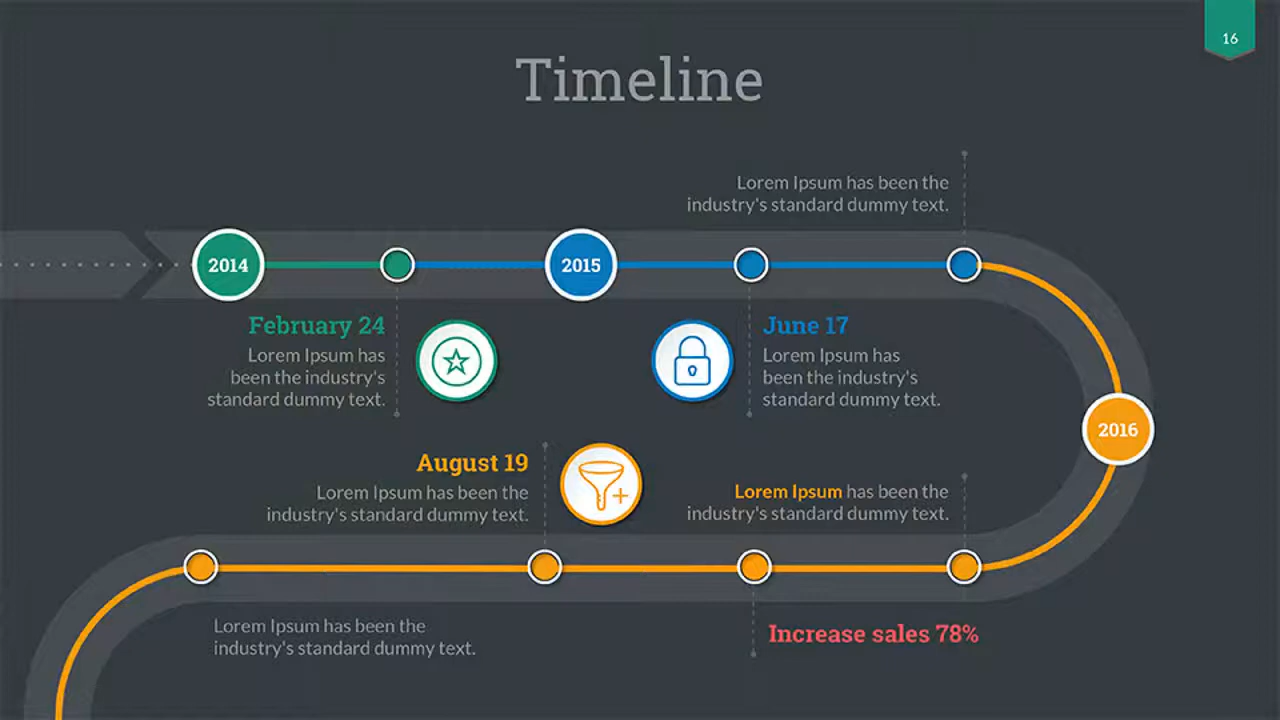 16
Timeline
Lorem Ipsum has been the
industry's standard dummy text.
2014
2015
February 24
Lorem Ipsum has
been the industry's
standard dummy text.
June 17
Lorem Ipsum has
been the industry's
standard dummy text.
2016
August 19
Lorem Ipsum has been the
industry's standard dummy text.
Lorem Ipsum has been the
industry's standard dummy text.
Lorem Ipsum has been the
industry's standard dummy text.
Increase sales 78%